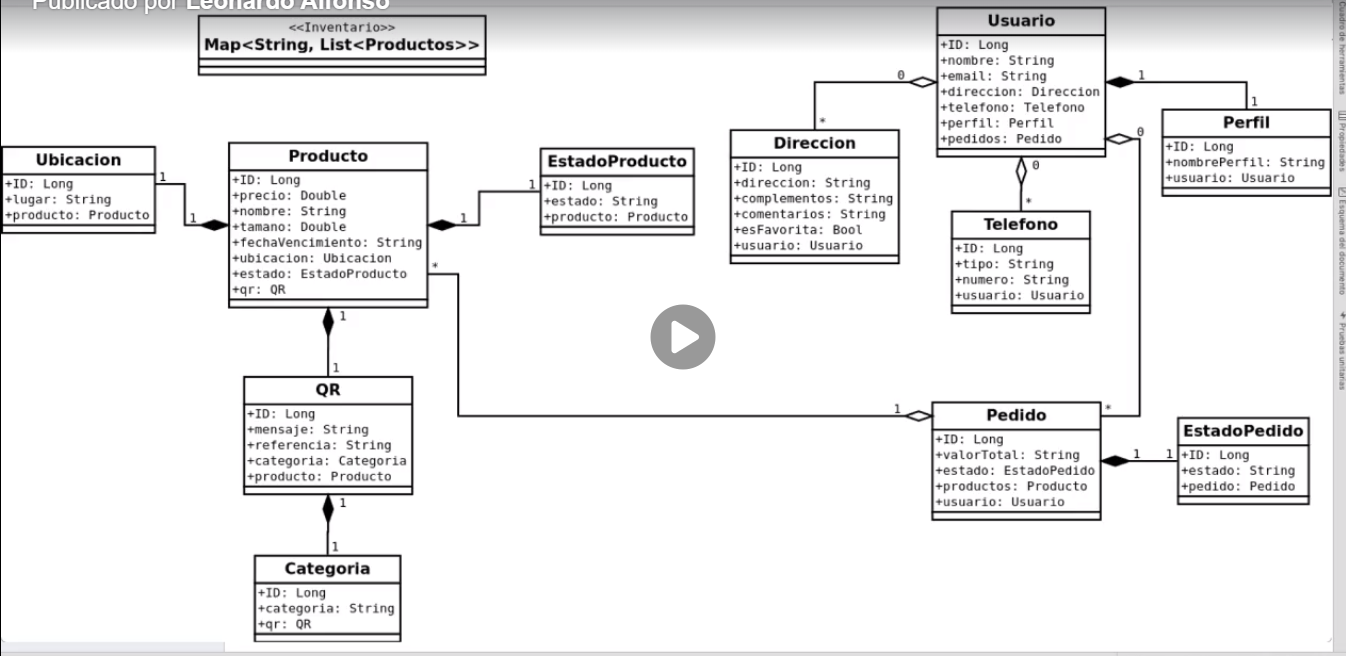 Publicado por Leonardo Alfonso
<<Inventario>>
Map<String, List<Productos>>
Usuario
+ID: Long
+nombre: String
+email: String
+direccion: Direccion
+telefono: Telefono
+perfil: Perfil
+pedidos: Pedido
0
*
1
1
0
*
0
*
Perfil
+ID: Long
+nombrePerfil: String
+usuario: Usuario
Direccion
+ID: Long
+direccion: String
+complementos: String
+comentarios: String
+esFavorita: Bool
+usuario: Usuario
Telefono
+ID: Long
+tipo: String
+numero: String
+usuario: Usuario
Ubicacion
+ID: Long
+lugar: String
+producto: Producto
1
1
Producto
+ID: Long
+precio: Double
+nombre: String
+tamano: Double
+fechaVencimiento: String
+ubicacion: Ubicacion
+estado: EstadoProducto
+qr: QR
1
1
*
1
EstadoProducto
+ID: Long
+estado: String
+producto: Producto
1
1
QR
+ID: Long
+mensaje: String
+referencia: String
+categoria: Categoria
+producto: Producto
1
1
Categoria
+ID: Long
+categoria: String
+qr: QR
Pedido
+ID: Long
+valorTotal: String
+estado: EstadoPedido
+productos: Producto
+usuario: Usuario
1
1
EstadoPedido
+ID: Long
+estado: String
+pedido: Pedido
Cuadro de herramientas
Propiedades
Esquema del documento
Pruebas unitarias